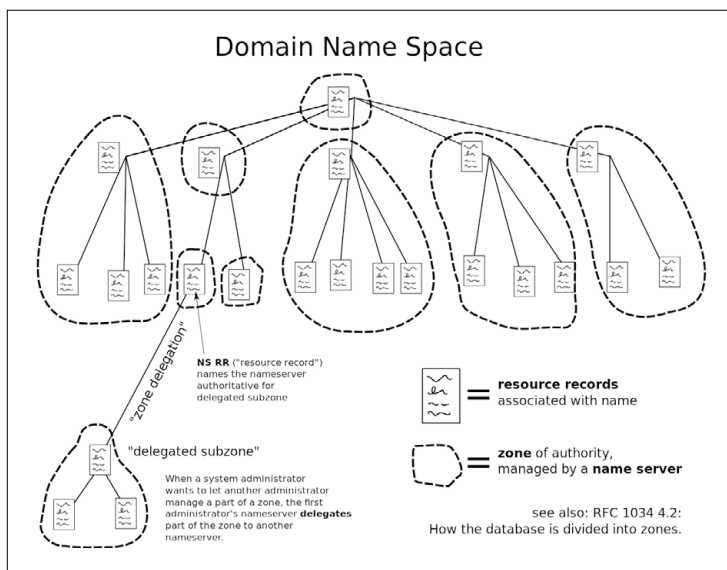 Domain Name Space
"zone delegation"
NS RR ("resource record")
names the nameserver
authoritative for
delegated subzone
"delegated subzone"
When a system administrator
wants to let another administrator
manage a part of a zone, the first
administrator's nameserver delegates
part of the zone to another
nameserver.
= resource records
associated with name
= zone of authority,
managed by a name server
see also: RFC 1034 4.2:
How the database is divided into zones.